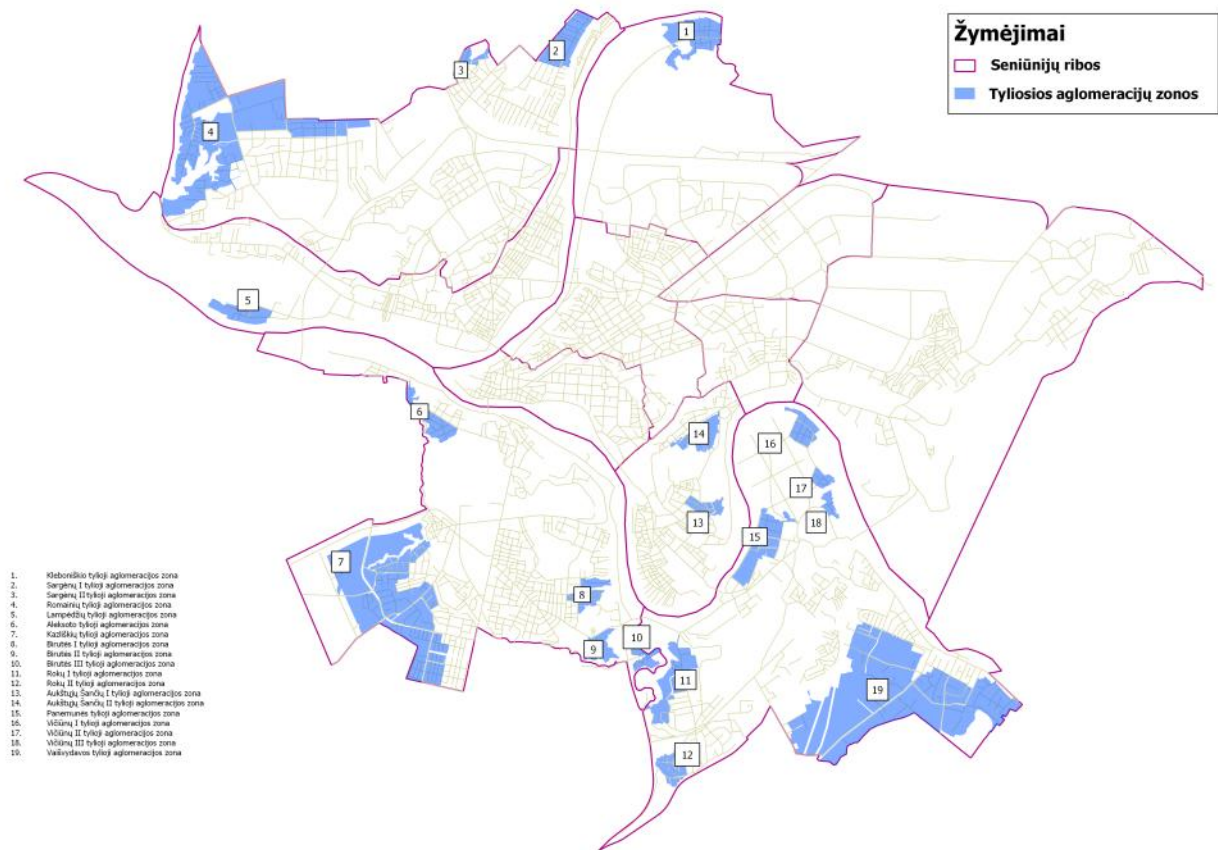 Žymėjimai
Seniūnijų ribos
Tyliosios aglomeracijų zonos
1
2
3
4
5
6
7
8
9
10
11
12
13
14
15
16
17
18
19
1. Kleboniškio tylioji aglomeracijos zona
2. Sargėnų I tylioji aglomeracijos zona
3. Sargėnų II tylioji aglomeracijos zona
4. Romainių tylioji aglomeracijos zona
5. Lampėdžių tylioji aglomeracijos zona
6. Aleksoto tylioji aglomeracijos zona
7. Kazliškių tylioji aglomeracijos zona
8. Birutės I tylioji aglomeracijos zona
9. Birutės II tylioji aglomeracijos zona
10. Birutės III tylioji aglomeracijos zona
11. Rokų I tylioji aglomeracijos zona
12. Rokų II tylioji aglomeracijos zona
13. Aukštųjų Šančių I tylioji aglomeracijos zona
14. Aukštųjų Šančių II tylioji aglomeracijos zona
15. Panemunės tylioji aglomeracijos zona
16. Vičiūnų I tylioji aglomeracijos zona
17. Vičiūnų II tylioji aglomeracijos zona
18. Vičiūnų III tylioji aglomeracijos zona
19. Vaišvydavos tylioji aglomeracijos zona